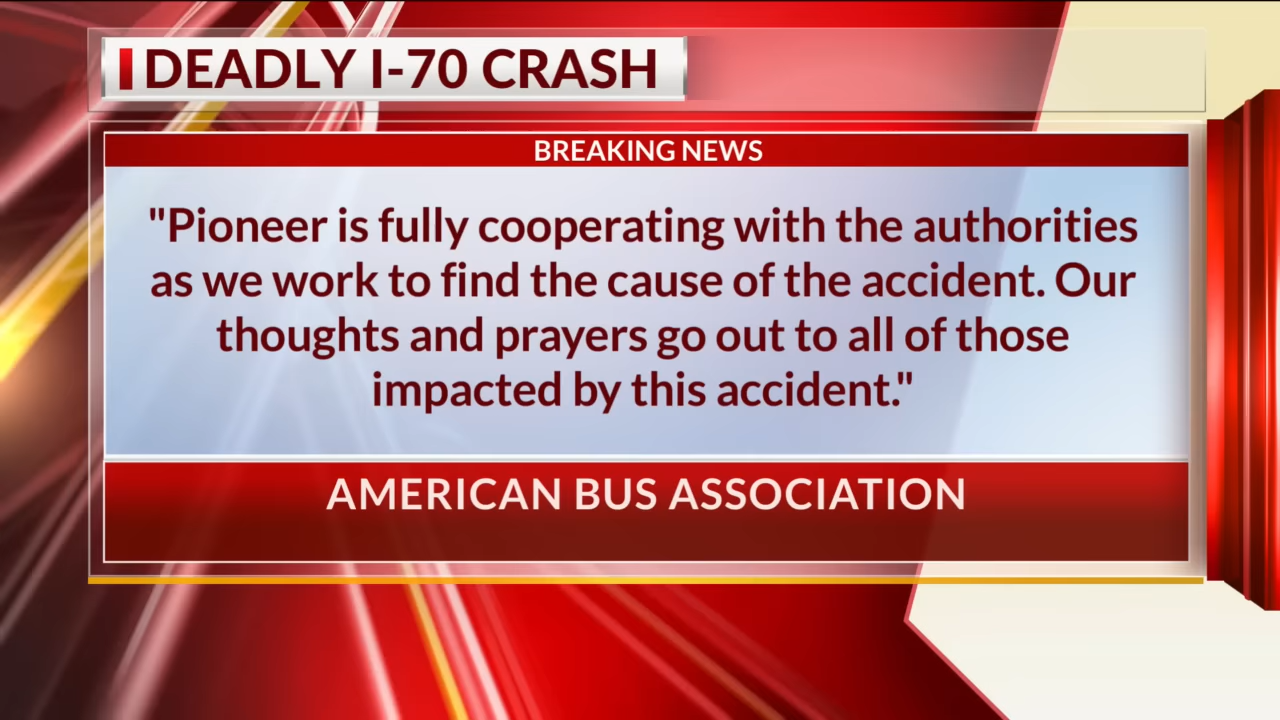 DEADLY I-70 CRASH
BREAKING NEWS
"Pioneer is fully cooperating with the authorities
as we work to find the cause of the accident. Our
thoughts and prayers go out to all of those
impacted by this accident."
AMERICAN BUS ASSOCIATION